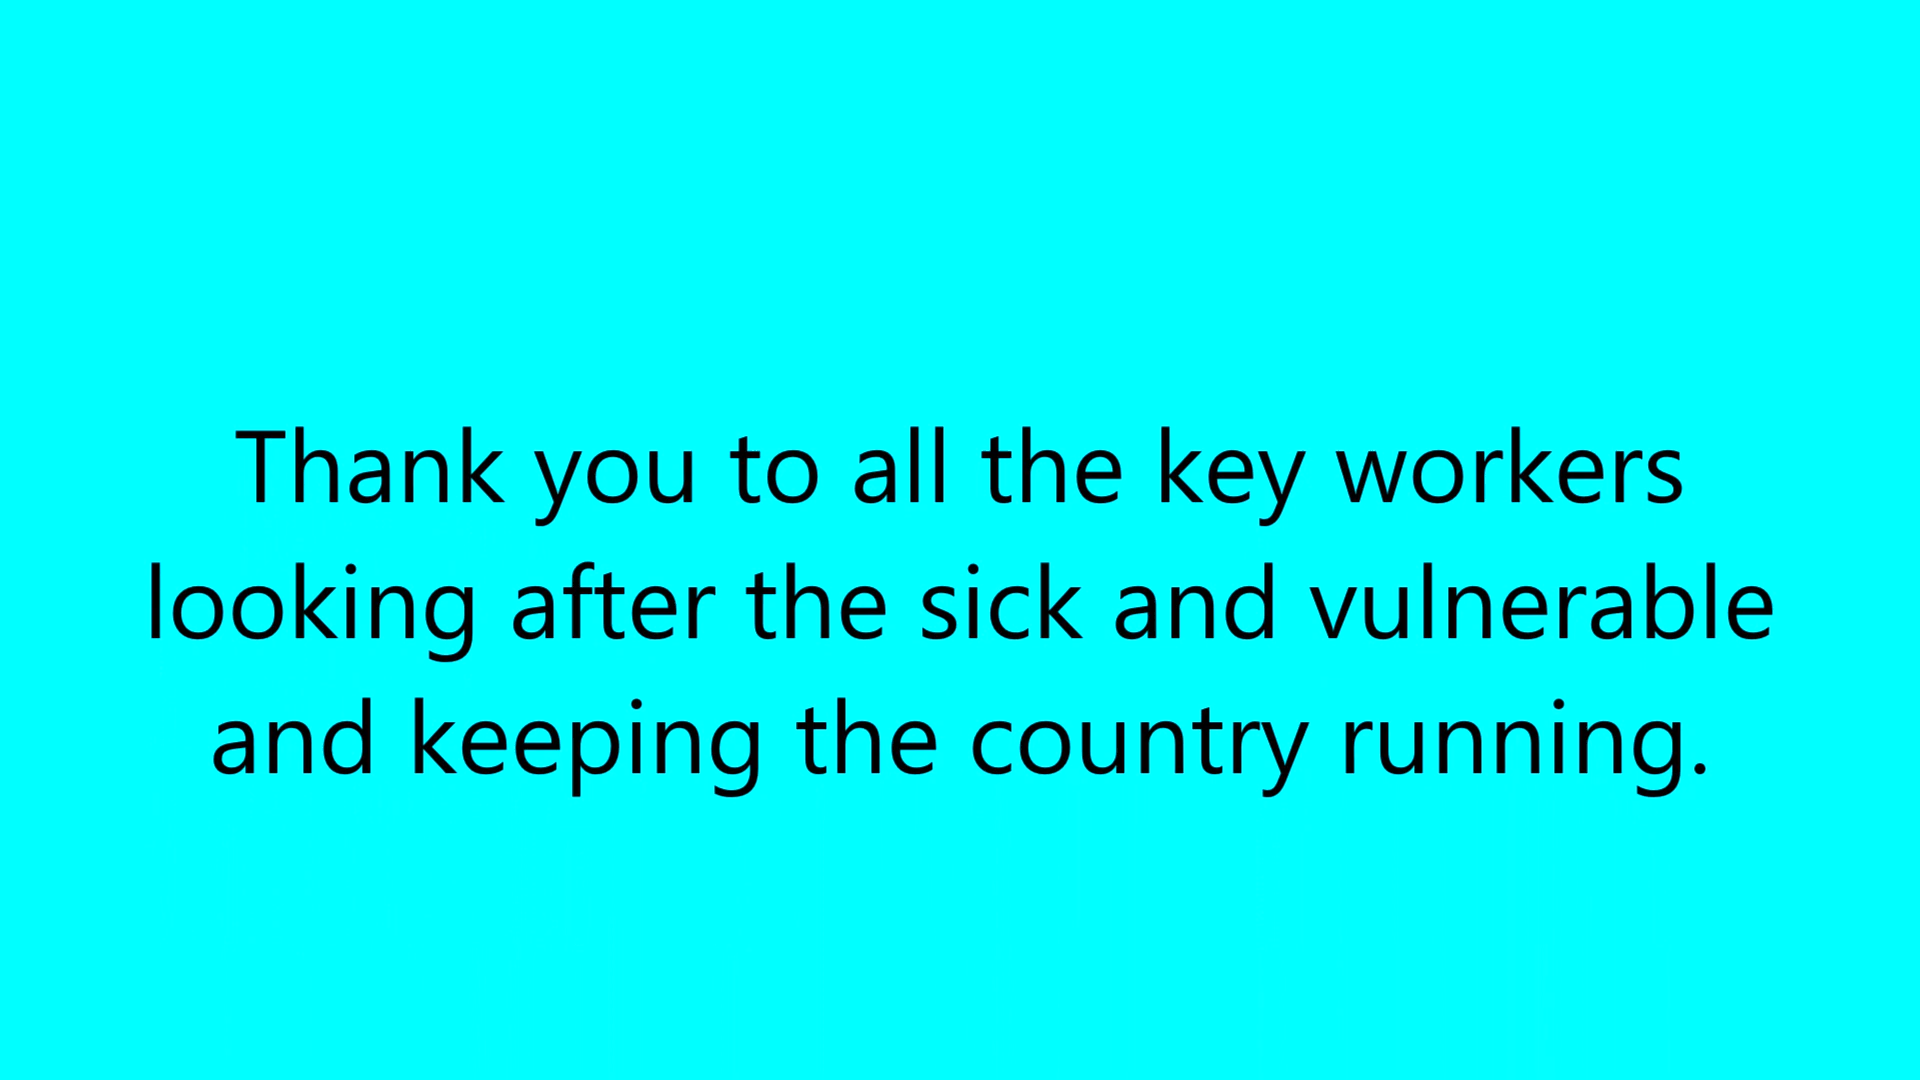 Thank you to all the key workers
looking after the sick and vulnerable
and keeping the country running.